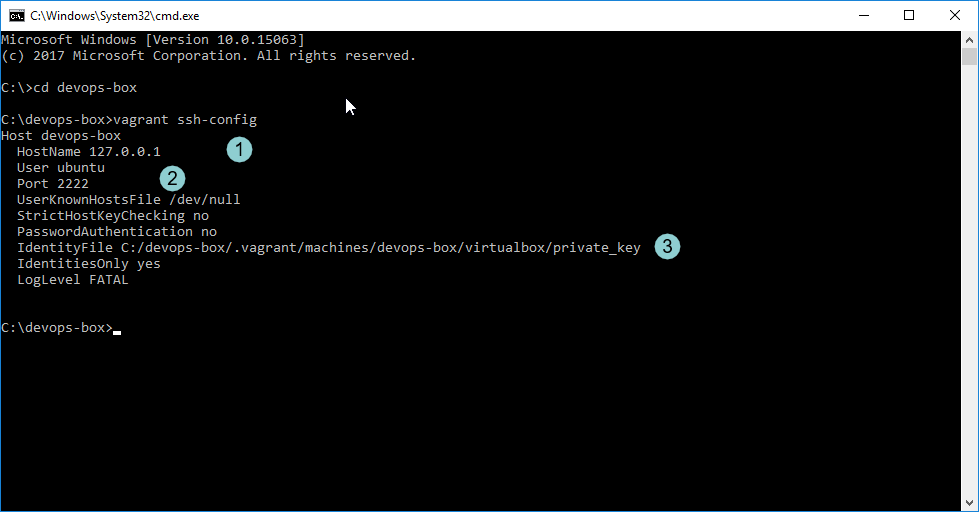 C:\Windows\System32\cmd.exe
Microsoft Windows [Version 10.0.15063]
(c) 2017 Microsoft Corporation. All rights reserved.
C:\>cd devops-box
C:\devops-box>vagrant ssh-config
Host devops-box
HostName 127.0.0.1 1
User ubuntu
Port 2222 2
UserKnownHostsFile /dev/null
StrictHostKeyChecking no
PasswordAuthentication no
IdentityFile C:/devops-box/.vagrant/machines/devops-box/virtualbox/private_key 3
IdentitiesOnly yes
LogLevel FATAL
C:\devops-box>